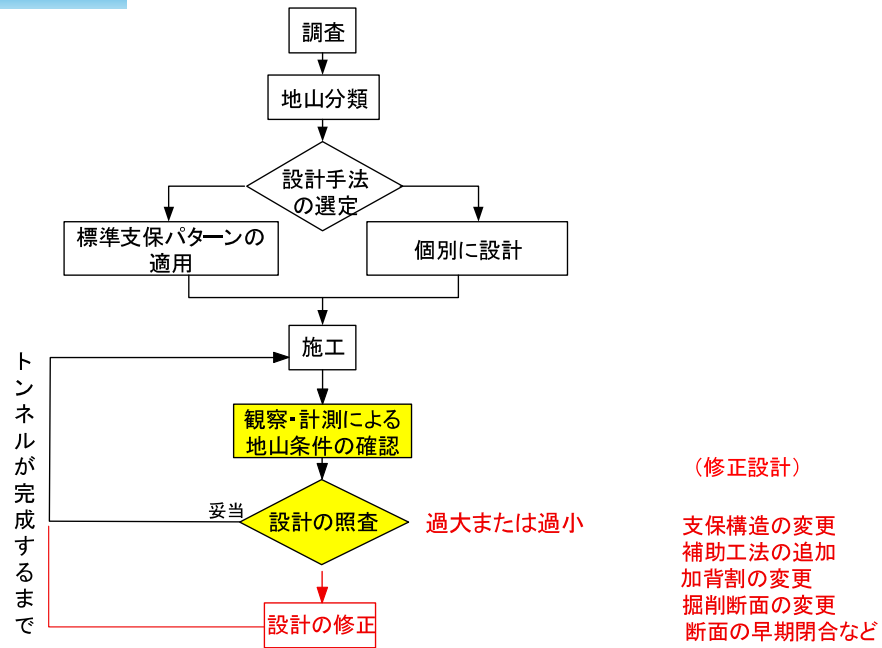 調査
地山分類
設計手法
の選定
標準支保パターンの
適用
個別に設計
施工
観察・計測による
地山条件の確認
妥当
設計の照査
過大または過小
設計の修正
トンネルが完成するまで
（修正設計）
支保構造の変更
補助工法の追加
加背割の変更
掘削断面の変更
断面の早期閉合など